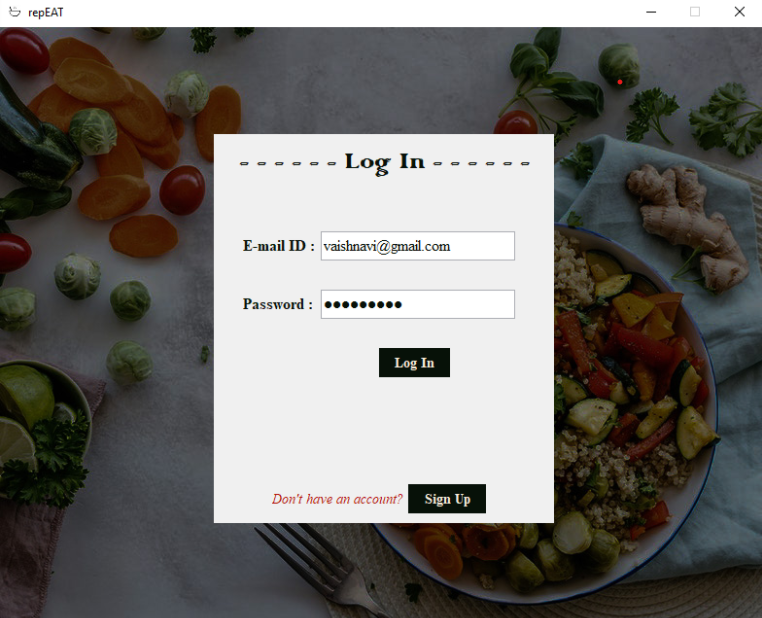 repEAT
- - - - - - Log In - - - - - -
E-mail ID : vaishnavi@gmail.com
Password : ●●●●●●●●●
Log In
Don't have an account? Sign Up